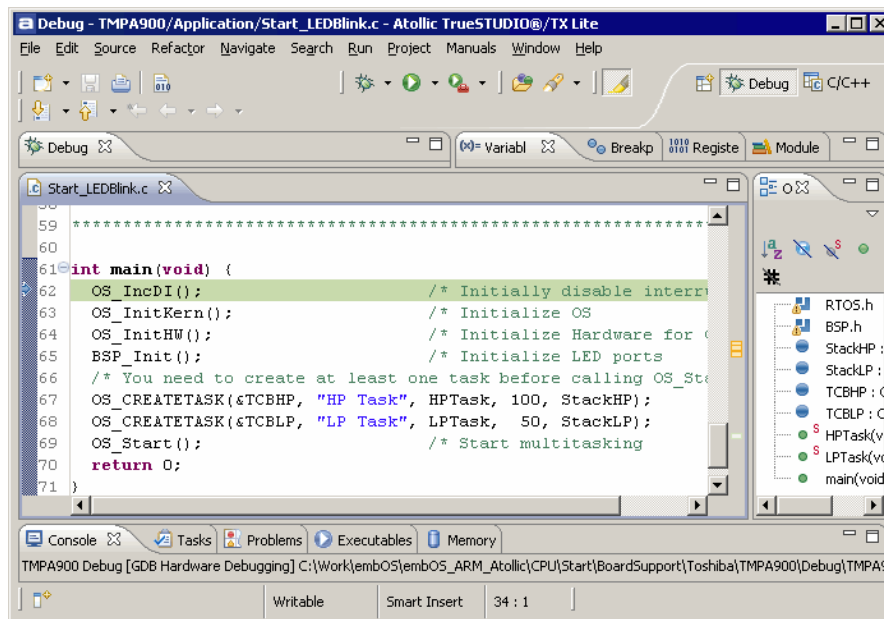 Debug - TMPA900/Application/Start_LEDBlink.c - Atollic TrueSTUDIO®/TX Lite
File Edit Source Refactor Navigate Search Run Project Manuals Window Help
Debug C/C++
Debug
(x)= Variabl Breakp Registe Module
Start_LEDBlink.c
58
59 **************************************************************
60
61 int main(void) {
62 OS_IncDI(); /* Initially disable interru
63 OS_InitKern(); /* Initialize OS
64 OS_InitHW(); /* Initialize Hardware for
65 BSP_Init(); /* Initialize LED ports
66 /* You need to create at least one task before calling OS_Sta
67 OS_CREATETASK(&TCBHP, "HP Task", HPTask, 100, StackHP);
68 OS_CREATETASK(&TCBLP, "LP Task", LPTask, 50, StackLP);
69 OS_Start(); /* Start multitasking
70 return 0;
71 }
RTOS.h
BSP.h
StackHP :
StackLP :
TCBHP :
TCBLP :
HPTask(v
LPTask(vo
main(void
Console Tasks Problems Executables Memory
TMPA900 Debug [GDB Hardware Debugging] C:\Work\embOS\embOS_ARM_Atollic\CPU\Start\BoardSupport\Toshiba\TMPA900\Debug\TMPA9
Writable Smart Insert 34 : 1